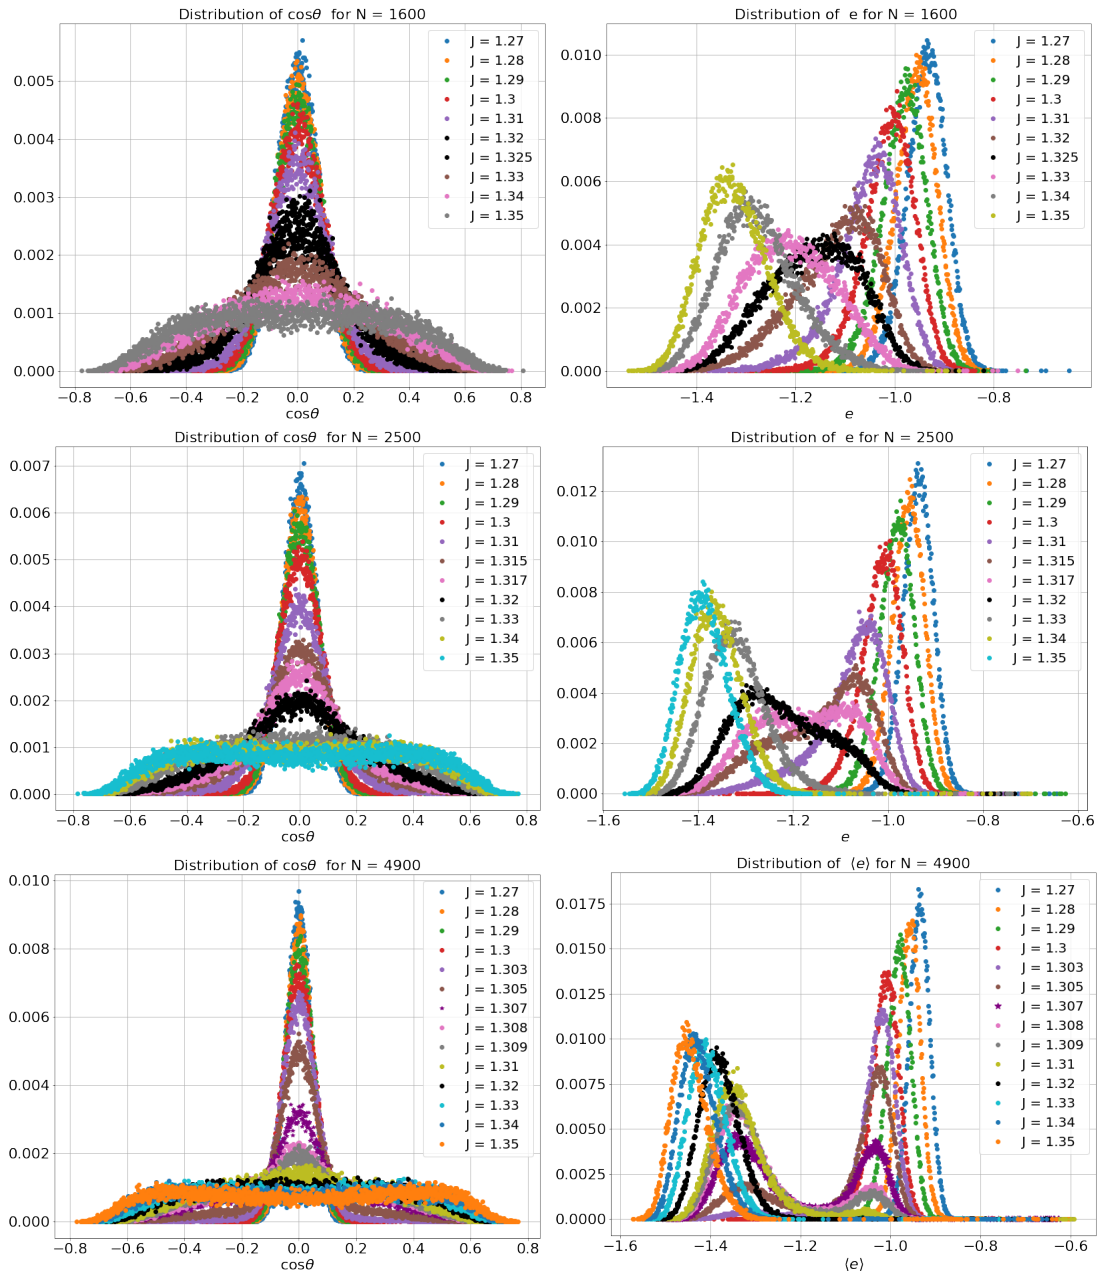 Distribution of cosθ for N = 1600
0.005
0.004
0.003
0.002
0.001
0.000
−0.8 −0.6 −0.4 −0.2 0.0 0.2 0.4 0.6 0.8
cosθ
J = 1.27
J = 1.28
J = 1.29
J = 1.3
J = 1.31
J = 1.32
J = 1.325
J = 1.33
J = 1.34
J = 1.35
Distribution of e for N = 1600
0.010
0.008
0.006
0.004
0.002
0.000
−1.4 −1.2 −1.0 −0.8
e
J = 1.27
J = 1.28
J = 1.29
J = 1.3
J = 1.31
J = 1.32
J = 1.325
J = 1.33
J = 1.34
J = 1.35
Distribution of cosθ for N = 2500
0.007
0.006
0.005
0.004
0.003
0.002
0.001
0.000
−0.8 −0.6 −0.4 −0.2 0.0 0.2 0.4 0.6 0.8
cosθ
J = 1.27
J = 1.28
J = 1.29
J = 1.3
J = 1.31
J = 1.315
J = 1.317
J = 1.32
J = 1.33
J = 1.34
J = 1.35
Distribution of e for N = 2500
0.012
0.010
0.008
0.006
0.004
0.002
0.000
−1.6 −1.4 −1.2 −1.0 −0.8 −0.6
e
J = 1.27
J = 1.28
J = 1.29
J = 1.3
J = 1.31
J = 1.315
J = 1.317
J = 1.32
J = 1.33
J = 1.34
J = 1.35
Distribution of cosθ for N = 4900
0.010
0.008
0.006
0.004
0.002
0.000
−0.8 −0.6 −0.4 −0.2 0.0 0.2 0.4 0.6 0.8
cosθ
J = 1.27
J = 1.28
J = 1.29
J = 1.3
J = 1.303
J = 1.305
J = 1.307
J = 1.308
J = 1.309
J = 1.31
J = 1.32
J = 1.33
J = 1.34
J = 1.35
Distribution of ⟨e⟩ for N = 4900
0.0175
0.0150
0.0125
0.0100
0.0075
0.0050
0.0025
0.0000
−1.6 −1.4 −1.2 −1.0 −0.8 −0.6
⟨e⟩
J = 1.27
J = 1.28
J = 1.29
J = 1.3
J = 1.303
J = 1.305
J = 1.307
J = 1.308
J = 1.309
J = 1.31
J = 1.32
J = 1.33
J = 1.34
J = 1.35